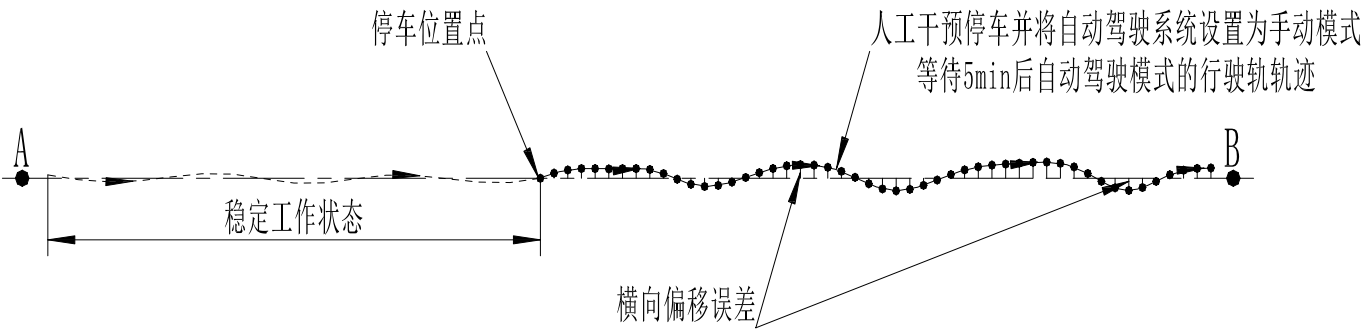 停车位置点
人工干预停车并将自动驾驶系统设置为手动模式
等待5min后自动驾驶模式的行驶轨轨迹
A
B
稳定工作状态
横向偏移误差